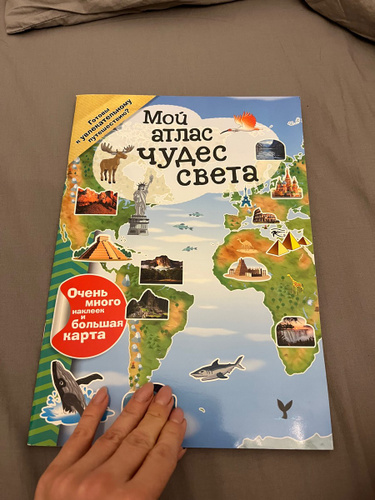 Готовы
к увлекательному
путешествию?
Мой
атлас
чудес
света
Очень
много
наклеек и
большая
карта